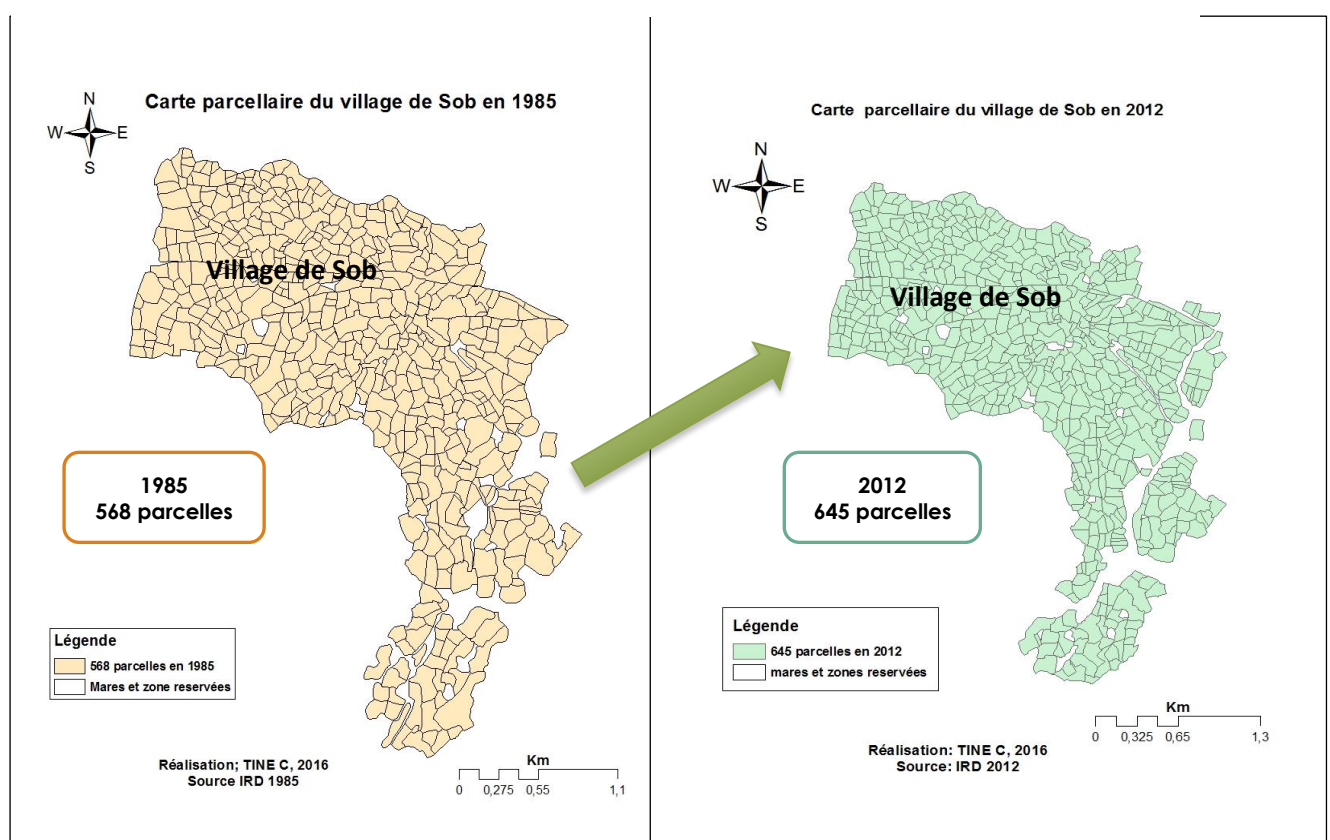 Carte parcellaire du village de Sob en 1985
N
W E
S
Village de Sob
1985
568 parcelles
Légende
568 parcelles en 1985
Mares et zone reservées
Réalisation; TINE C, 2016
Source IRD 1985
Km
0 0,275 0,55 1,1
Carte parcellaire du village de Sob en 2012
N
W E
S
Village de Sob
2012
645 parcelles
Légende
645 parcelles en 2012
mares et zones reservées
Réalisation: TINE C, 2016
Source: IRD 2012
Km
0 0,325 0,65 1,3